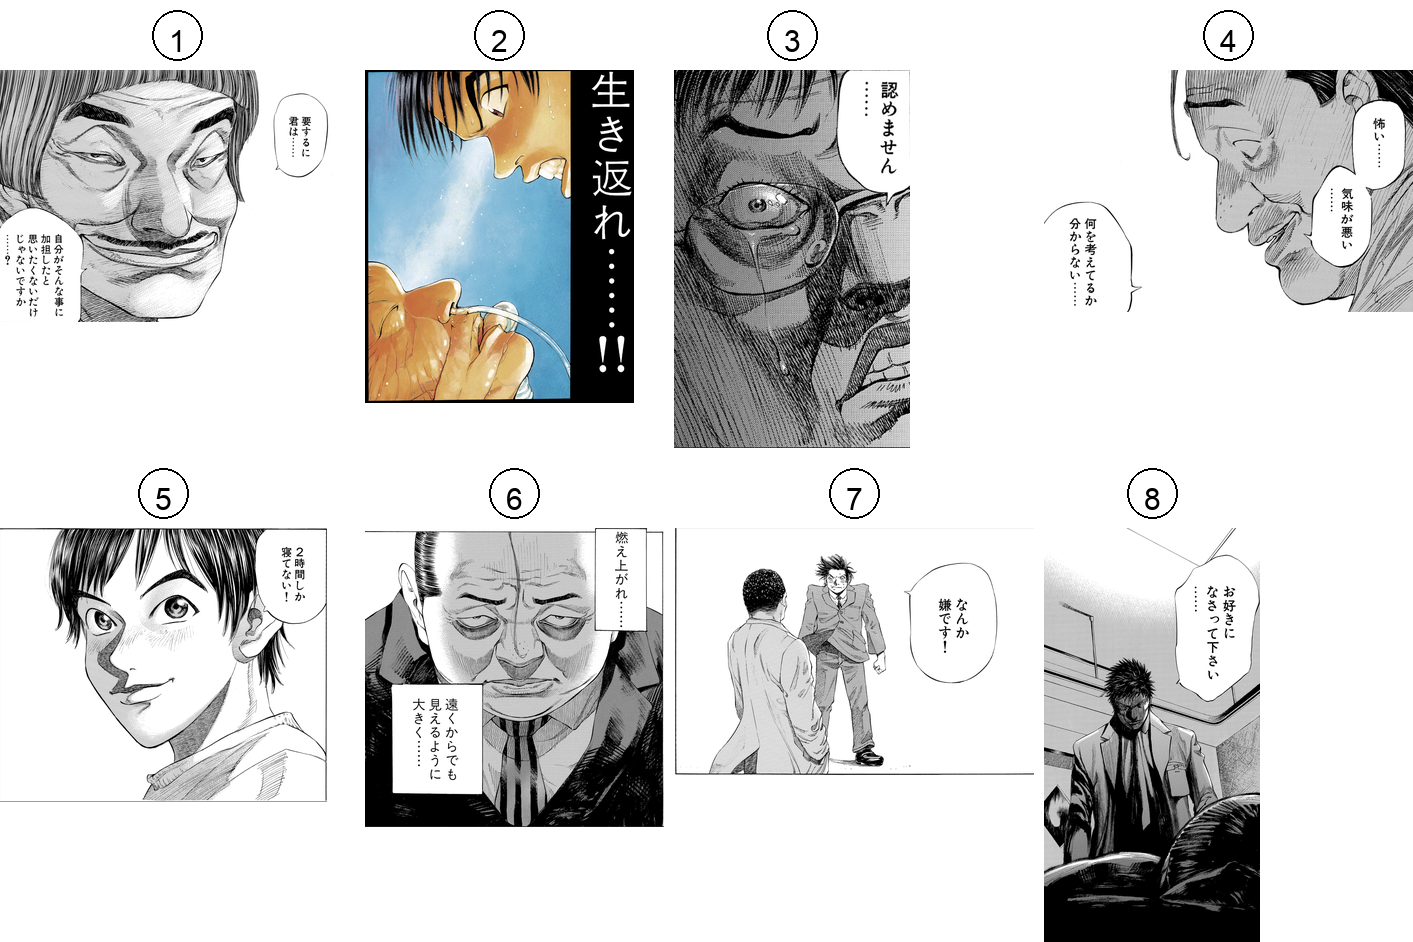 1
要するに
君は……
自分がそんな事に
加担したと
思いたくないだけ
じゃないですか
……?
2
生き返れ……!!
3
認めません
……
4
怖い……
気味が悪い
……
何を考えてるか
分からない……
5
2時間しか
寝てない!
6
燃え上がれ……
遠くからでも
見えるように
大きく……
7
なんか
嫌です!
8
お好きに
なさって下さい
……